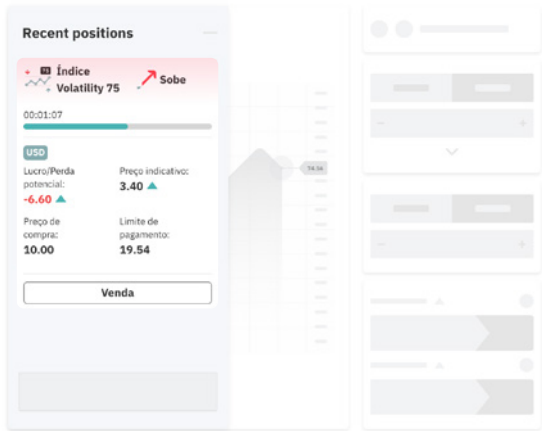 Recent positions
75 Índice
Volatility 75
Sobe
00:01:07
USD
Lucro/Perda
potencial:
-6.60
Preço indicativo:
3.40
Preço de
compra:
10.00
Limite de
pagamento:
19.54
Venda